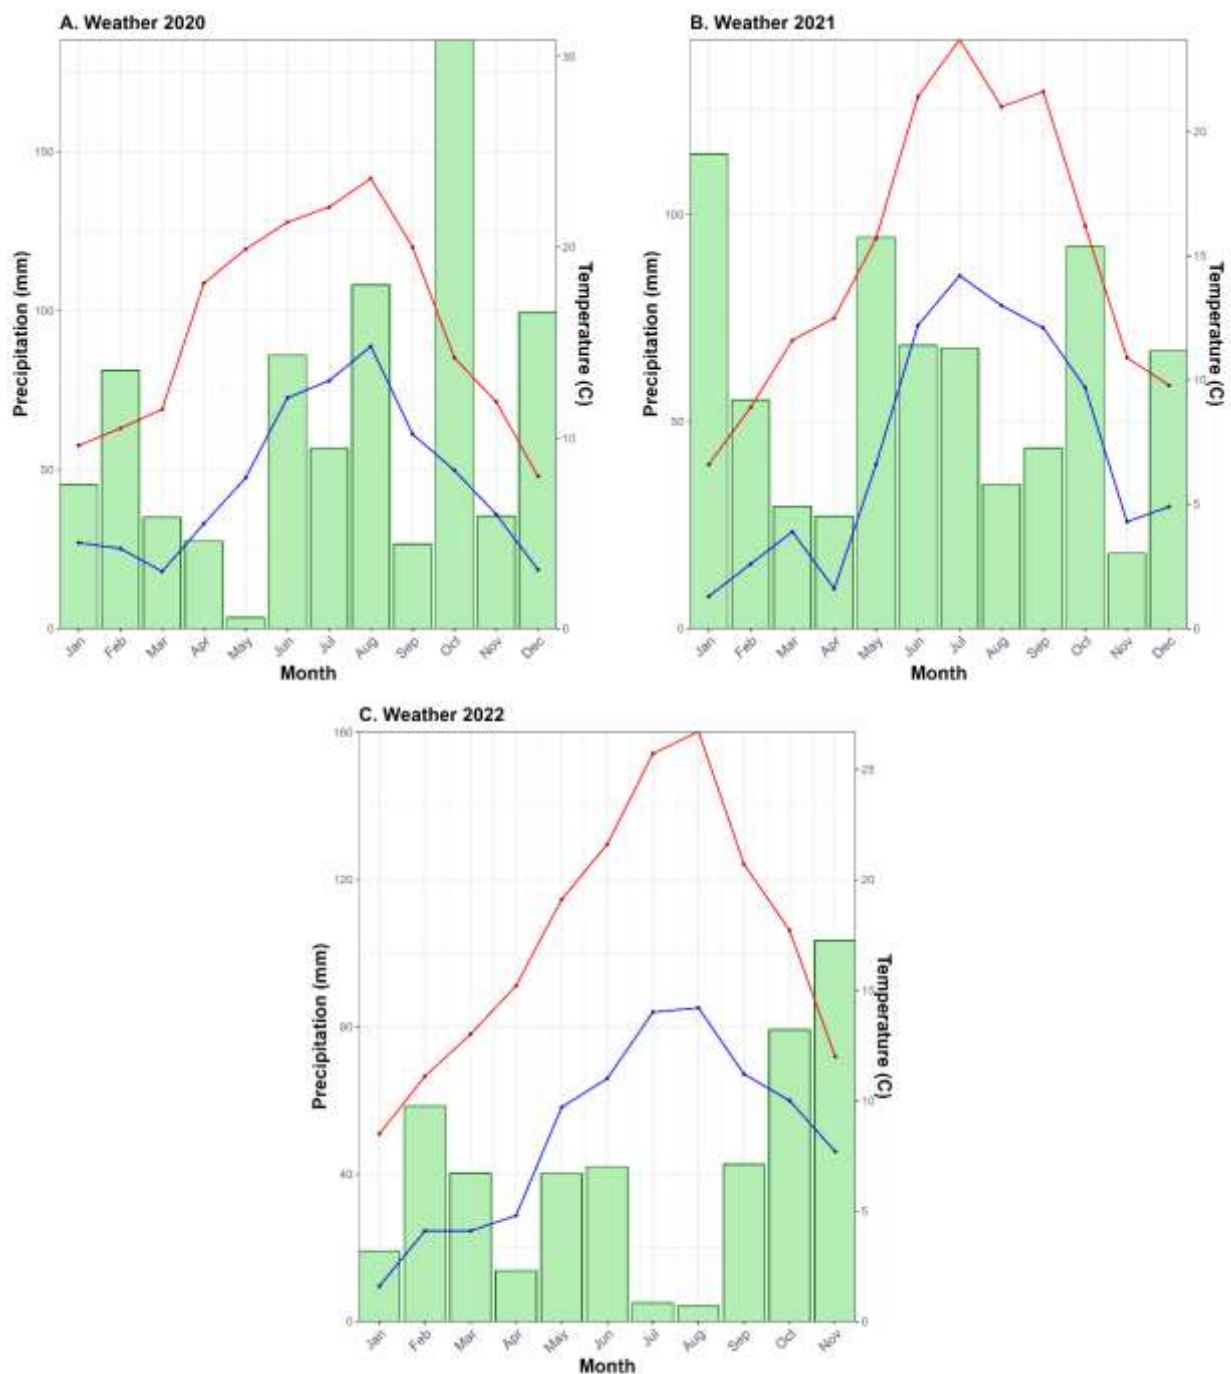 A. Weather 2020
150
100
50
0
Precipitation (mm)
30
20
10
0
Temperature (C)
Jan Feb Mar Apr May Jun Jul Aug Sep Oct Nov Dec
Month
B. Weather 2021
100
50
0
Precipitation (mm)
20
15
10
5
0
Temperature (C)
Jan Feb Mar Apr May Jun Jul Aug Sep Oct Nov Dec
Month
C. Weather 2022
160
120
80
40
0
Precipitation (mm)
25
20
15
10
5
0
Temperature (C)
Jan Feb Mar Apr May Jun Jul Aug Sep Oct Nov
Month